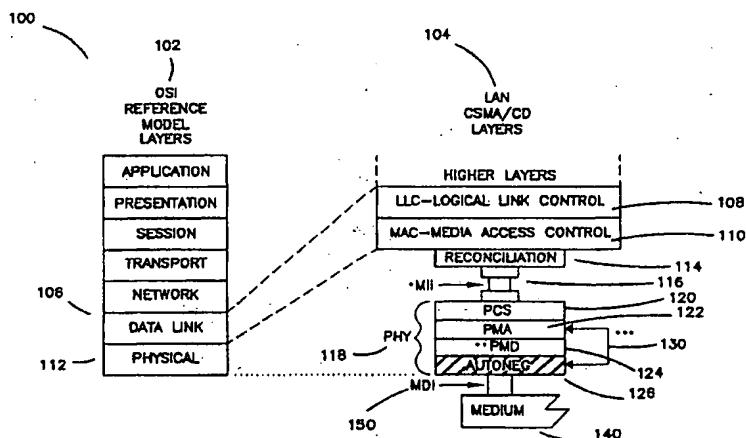 100
102
OSI
REFERENCE
MODEL
LAYERS
APPLICATION
PRESENTATION
SESSION
TRANSPORT
NETWORK
106
DATA LINK
112
PHYSICAL
104
LAN
CSMA/CD
LAYERS
HIGHER LAYERS
LLC-LOGICAL LINK CONTROL
108
MAC-MEDIA ACCESS CONTROL
110
RECONCILIATION
114
*MII
116
PCS
120
PHY
PMA
122
***
118
**PMD
124
130
AUTONEG
126
MDI
150
MEDIUM
140